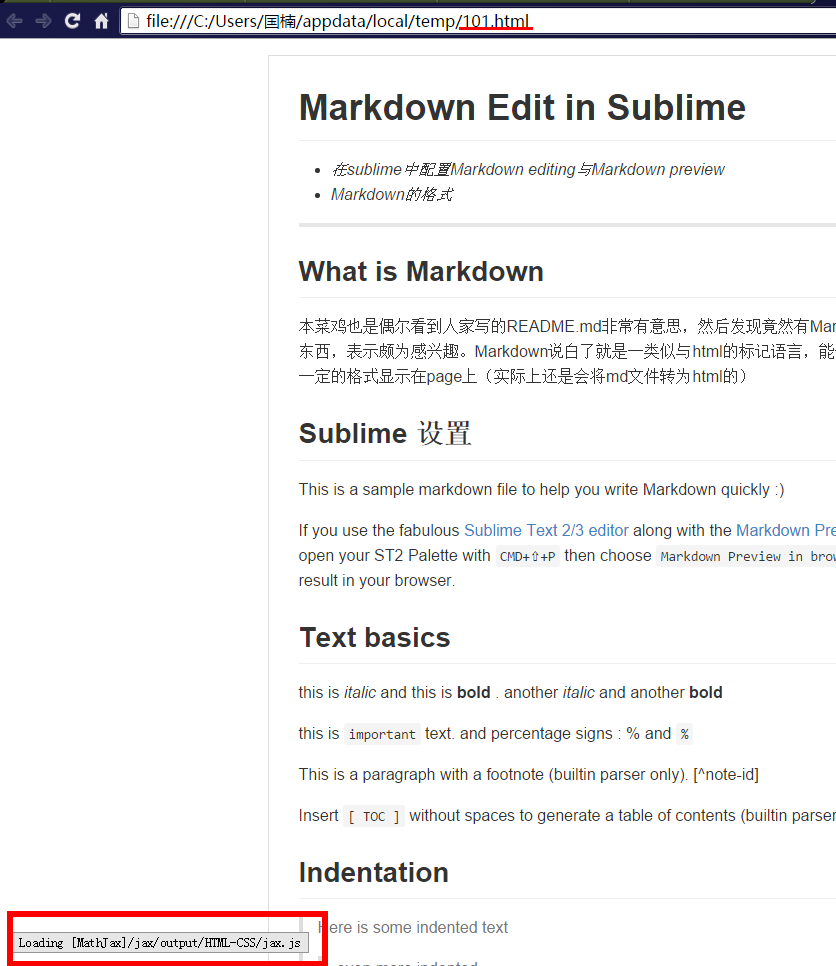 file:///C:/Users/国楠/appdata/local/temp/101.html
Markdown Edit in Sublime
在sublime中配置Markdown editing与Markdown preview
Markdown的格式
What is Markdown
本菜鸡也是偶尔看到人家写的README.md非常有意思，然后发现竟然有Mar
东西，表示颇为感兴趣。Markdown说白了就是一类似与html的标记语言，能
一定的格式显示在page上（实际上还是会将md文件转为html的）
Sublime 设置
This is a sample markdown file to help you write Markdown quickly :)
If you use the fabulous Sublime Text 2/3 editor along with the Markdown Pre
open your ST2 Palette with CMD+⇧+P then choose Markdown Preview in brow
result in your browser.
Text basics
this is italic and this is bold . another italic and another bold
this is important text. and percentage signs : % and %
This is a paragraph with a footnote (builtin parser only). [^note-id]
Insert [ TOC ] without spaces to generate a table of contents (builtin parser
Indentation
Here is some indented text
Loading [MathJax]/jax/output/HTML-CSS/jax.js
even more indented